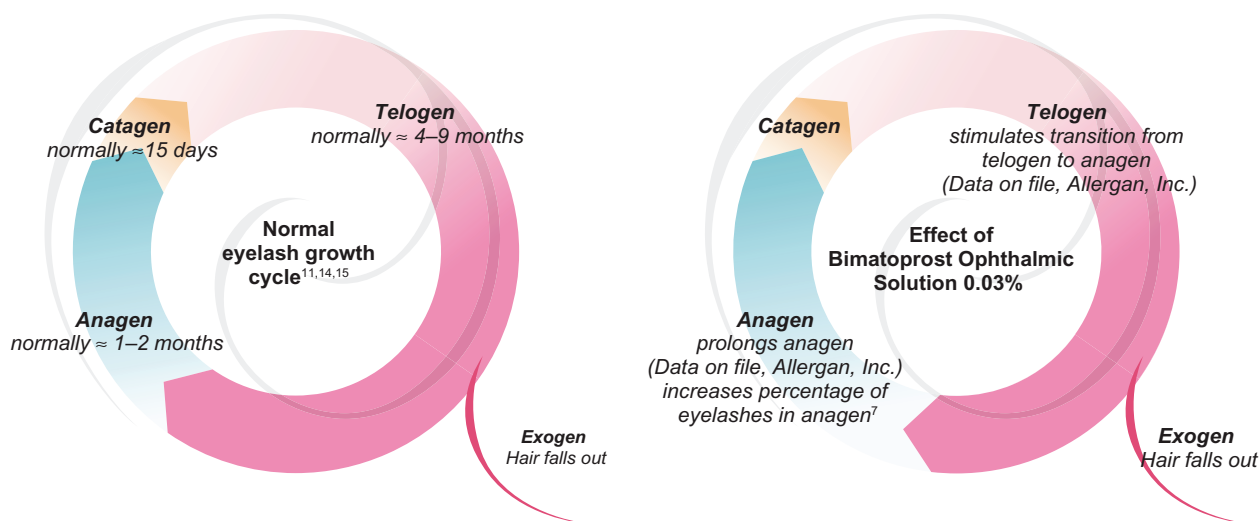 Catagen
normally ≈15 days
Telogen
normally ≈ 4–9 months
Normal
eyelash growth
cycle11,14,15
Anagen
normally ≈ 1–2 months
Exogen
Hair falls out
Catagen
Telogen
stimulates transition from
telogen to anagen
(Data on file, Allergan, Inc.)
Effect of
Bimatoprost Ophthalmic
Solution 0.03%
Anagen
prolongs anagen
(Data on file, Allergan, Inc.)
increases percentage of
eyelashes in anagen7
Exogen
Hair falls out